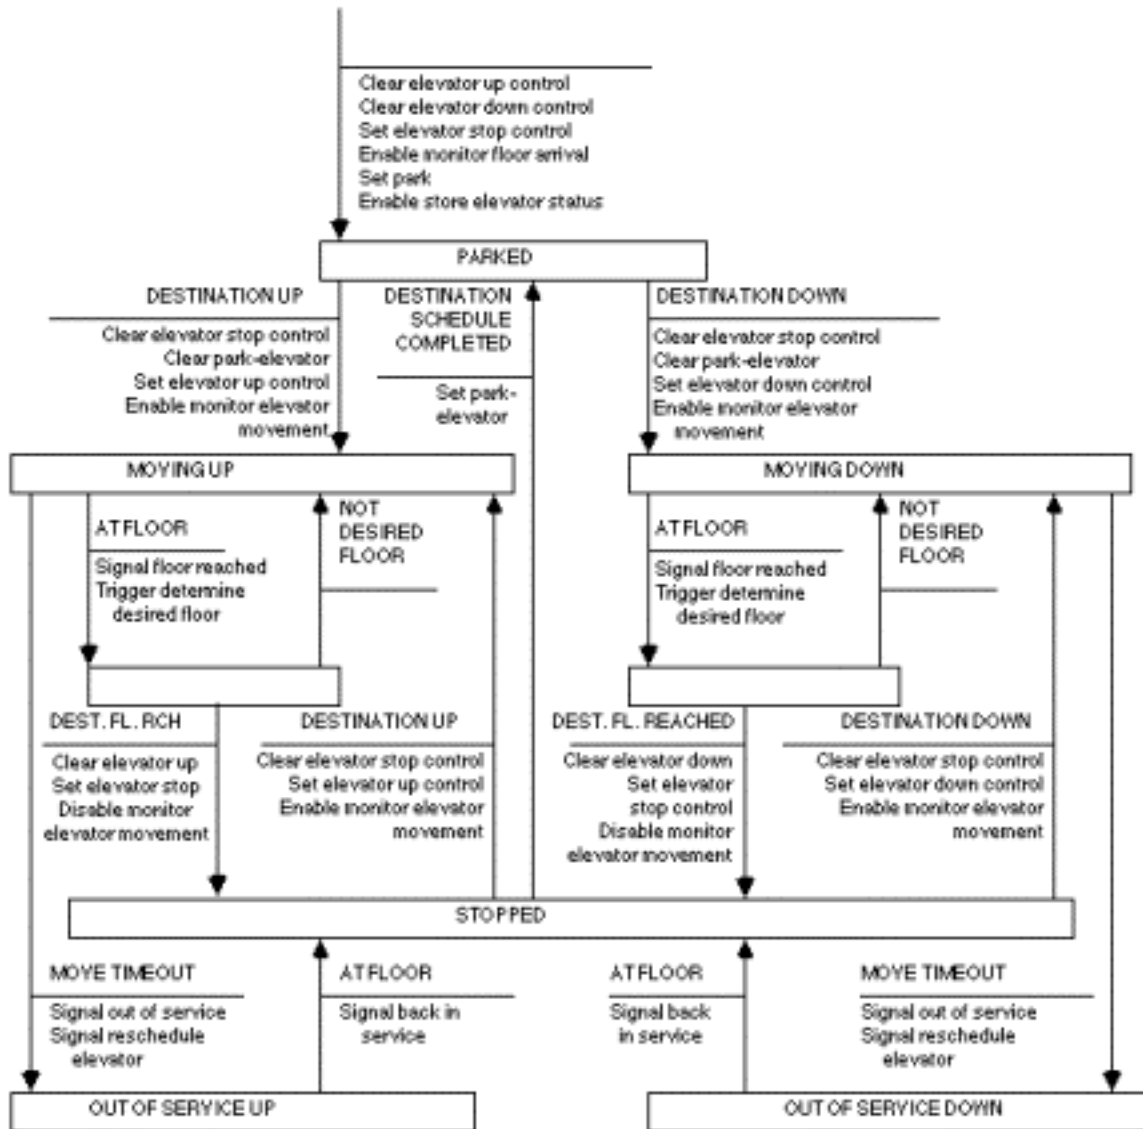 Clear elevator up control
Clear elevator down control
Set elevator stop control
Enable monitor floor arrival
Set park
Enable store elevator status
PARKED
DESTINATION UP
Clear elevator stop control
Clear park-elevator
Set elevator up control
Enable monitor elevator
movement
DESTINATION
SCHEDULE
COMPLETED
Set park-
elevator
DESTINATION DOWN
Clear elevator stop control
Clear park-elevator
Set elevator down control
Enable monitor elevator
movement
MOVING UP
MOVING DOWN
AT FLOOR
Signal floor reached
Trigger determine
desired floor
NOT
DESIRED
FLOOR
AT FLOOR
Signal floor reached
Trigger determine
desired floor
NOT
DESIRED
FLOOR
DEST. FL. RCH
Clear elevator up
Set elevator stop
Disable monitor
elevator movement
DESTINATION UP
Clear elevator stop control
Set elevator up control
Enable monitor elevator
movement
DEST. FL. REACHED
Clear elevator down
Set elevator
stop control
Disable monitor
elevator movement
DESTINATION DOWN
Clear elevator stop control
Set elevator down control
Enable monitor elevator
movement
STOPPED
MOVE TIMEOUT
Signal out of service
Signal reschedule
elevator
AT FLOOR
Signal back in
service
AT FLOOR
Signal back
in service
MOVE TIMEOUT
Signal out of service
Signal reschedule
elevator
OUT OF SERVICE UP
OUT OF SERVICE DOWN